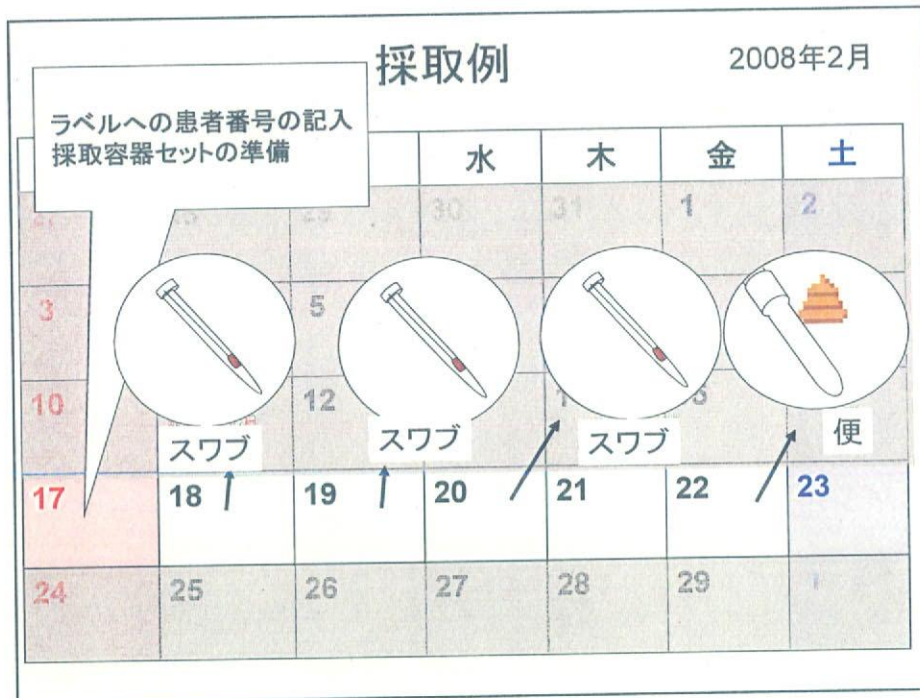 採取例
2008年2月
ラベルへの患者番号の記入
採取容器セットの準備
水 木 金 土
29 30 31 1 2
3 5
10 12
スワブ スワブ スワブ 便
17 18 19 20 21 22 23
24 25 26 27 28 29 1